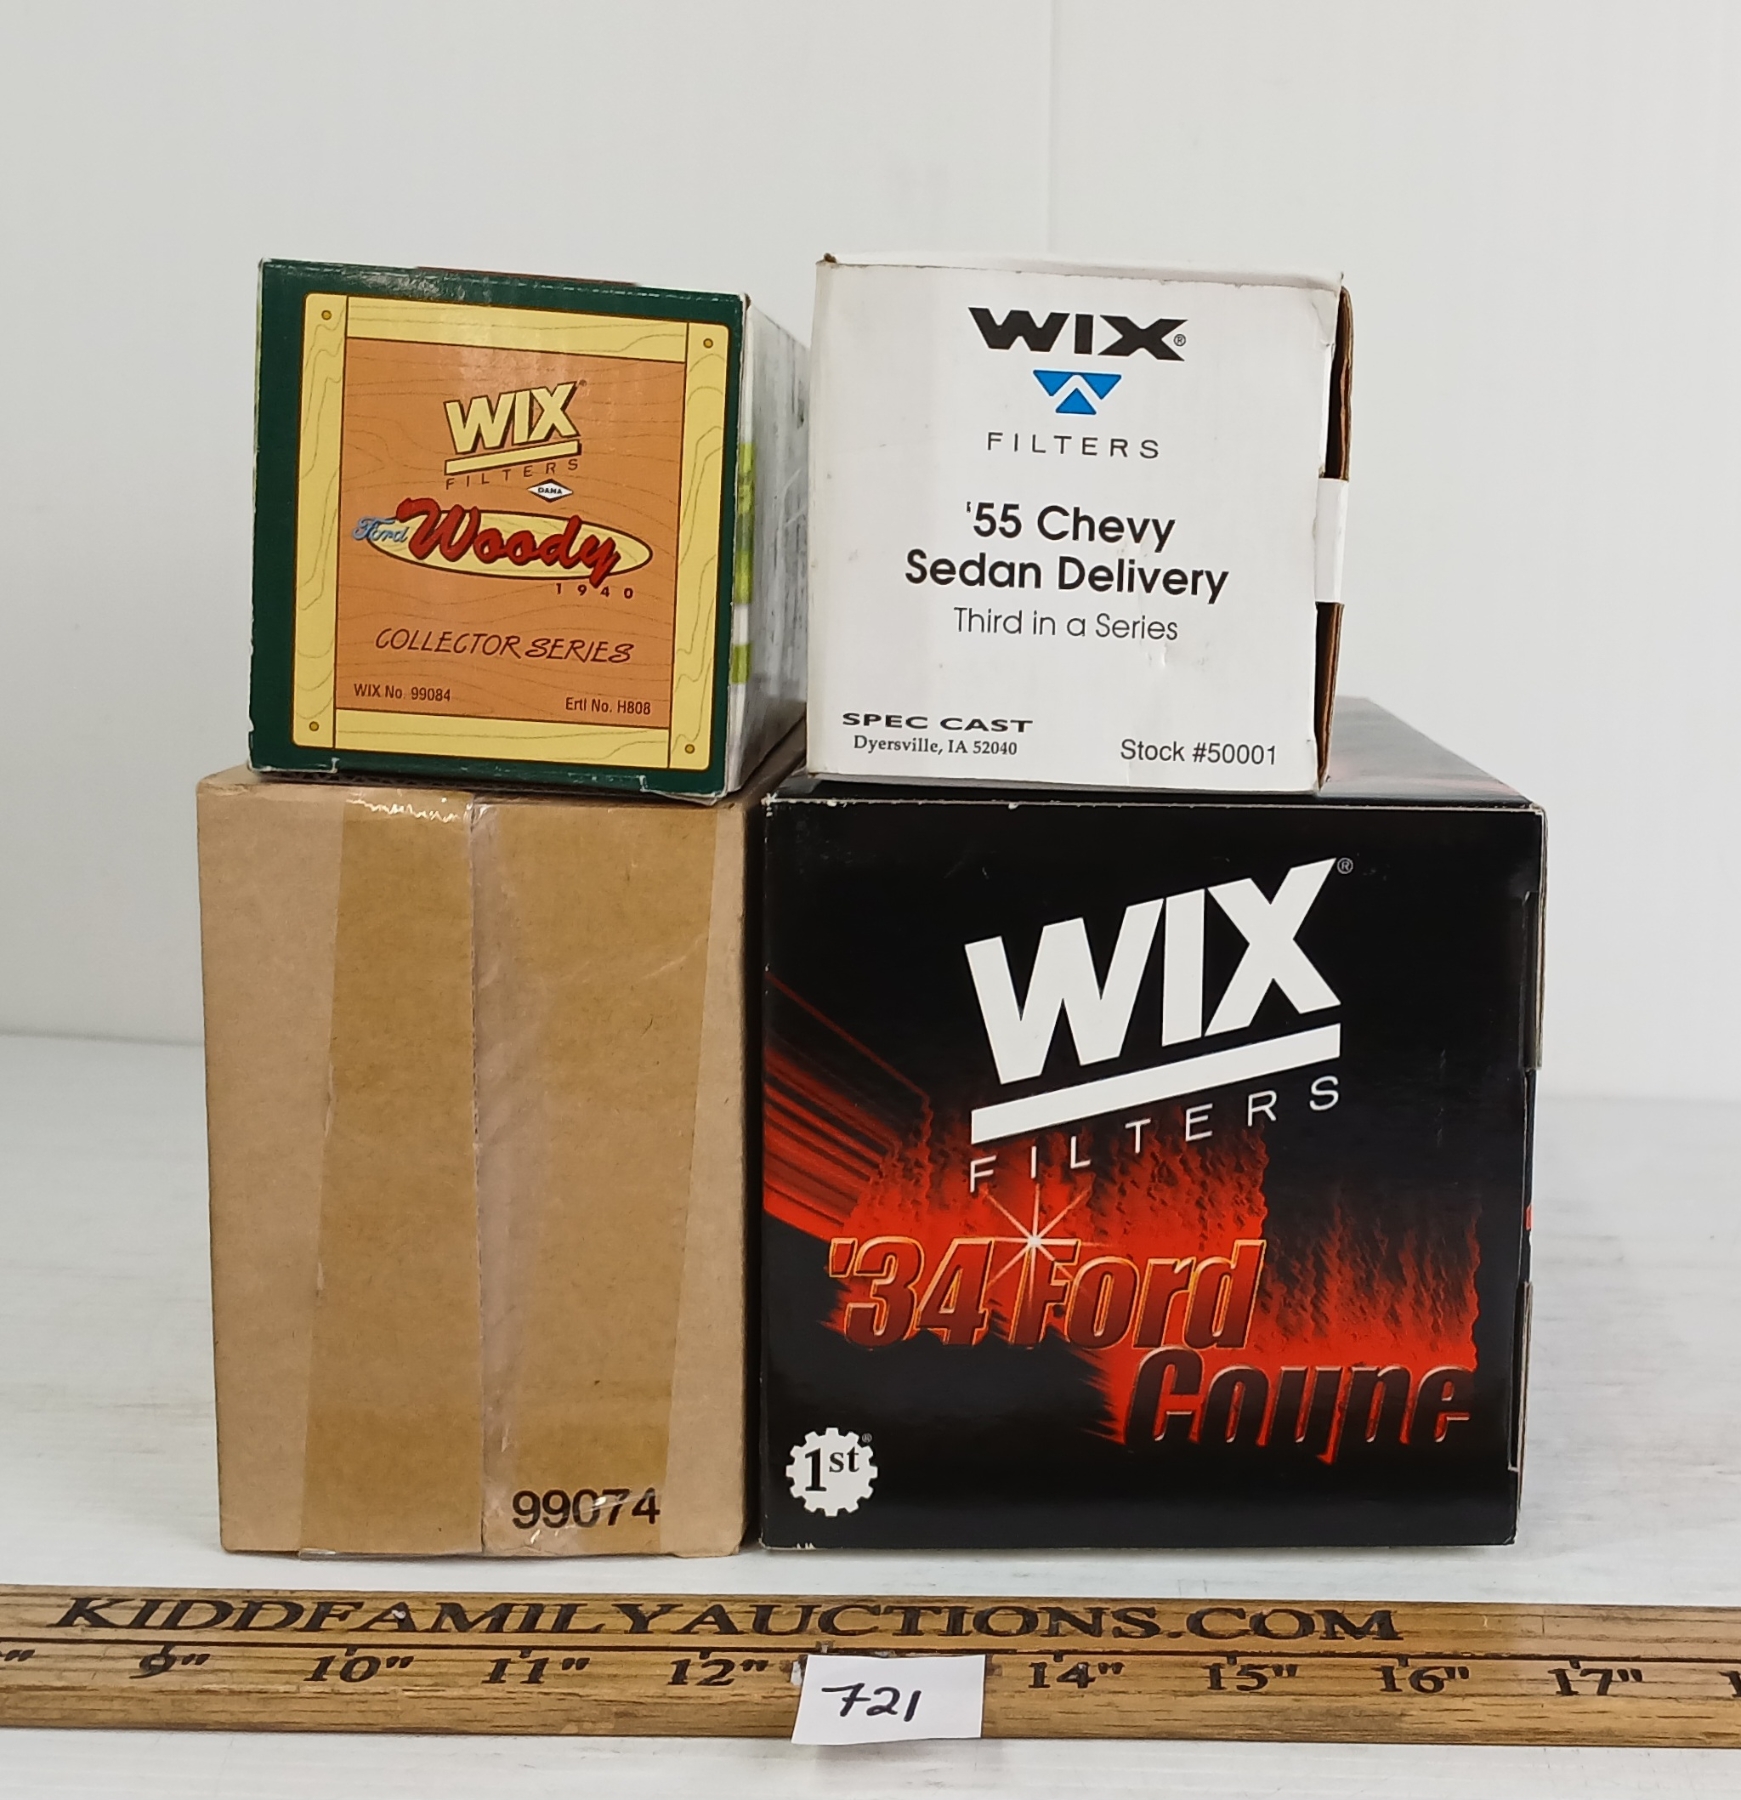 WIX
FILTERS
DANA
Ford Woody
1940
COLLECTOR SERIES
WIX No. 99084
Ertl No. H808
WIX®
FILTERS
'55 Chevy
Sedan Delivery
Third in a Series
SPEC CAST
Dyersville, IA 52040
Stock #50001
99074
WIX®
FILTERS
'34 Ford
Coupe
1st®
KIDDFAMILYAUCTIONS.COM
9" 10" 11" 12" 14" 15" 16" 17"
721